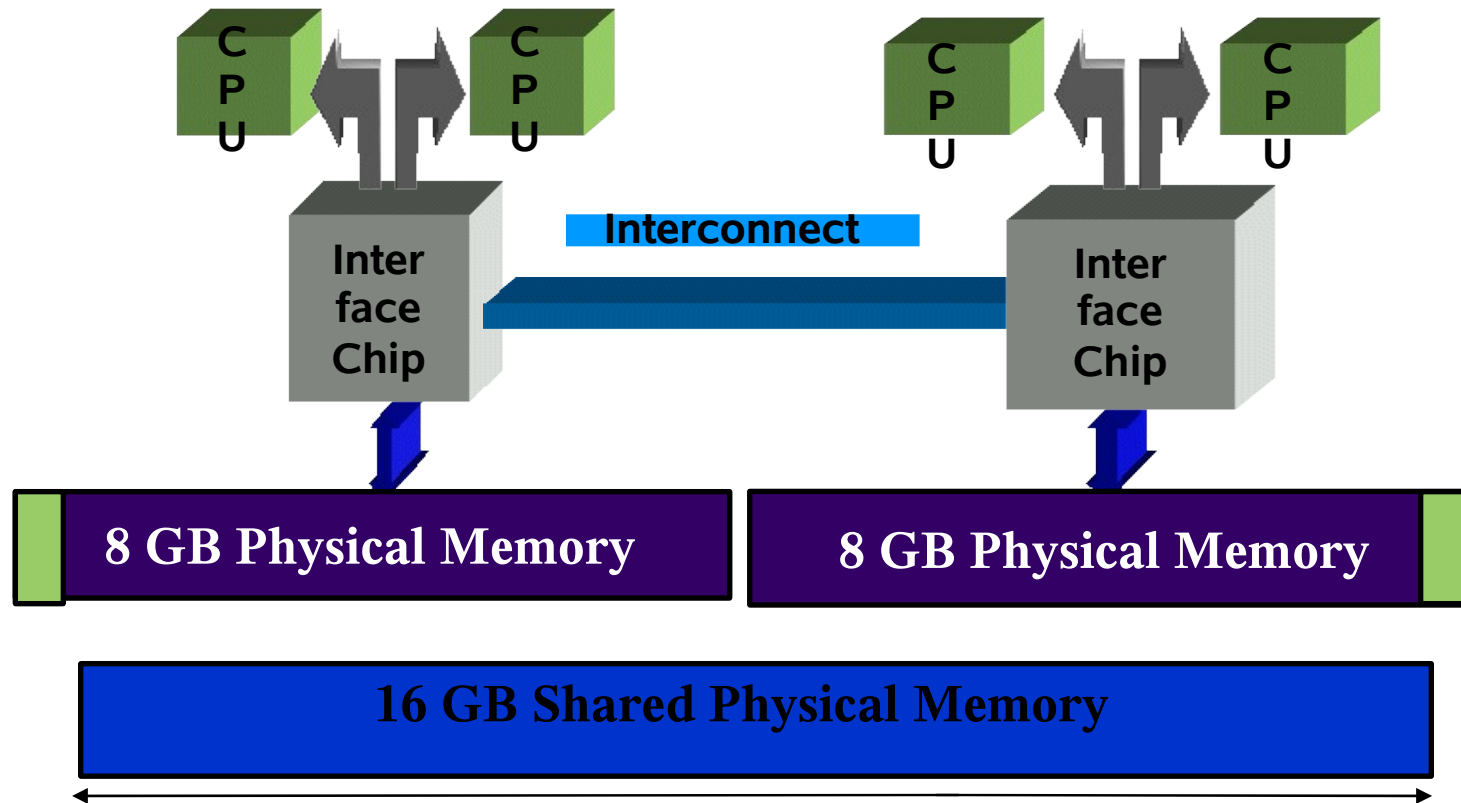 C
P
U
C
P
U
C
P
U
C
P
U
Interconnect
Inter
face
Chip
Inter
face
Chip
8 GB Physical Memory
8 GB Physical Memory
16 GB Shared Physical Memory